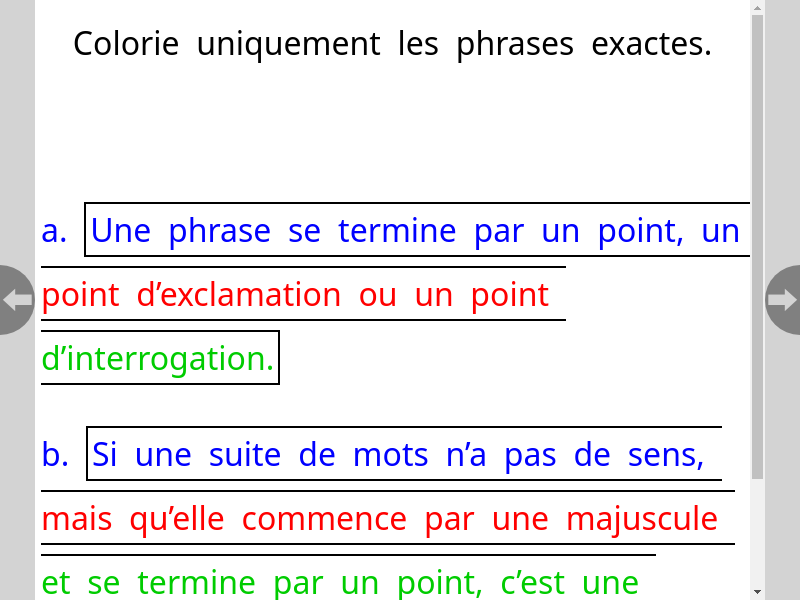 Colorie uniquement les phrases exactes.
a. Une phrase se termine par un point, un
point d’exclamation ou un point
d’interrogation.
b. Si une suite de mots n’a pas de sens,
mais qu’elle commence par une majuscule
et se termine par un point, c’est une